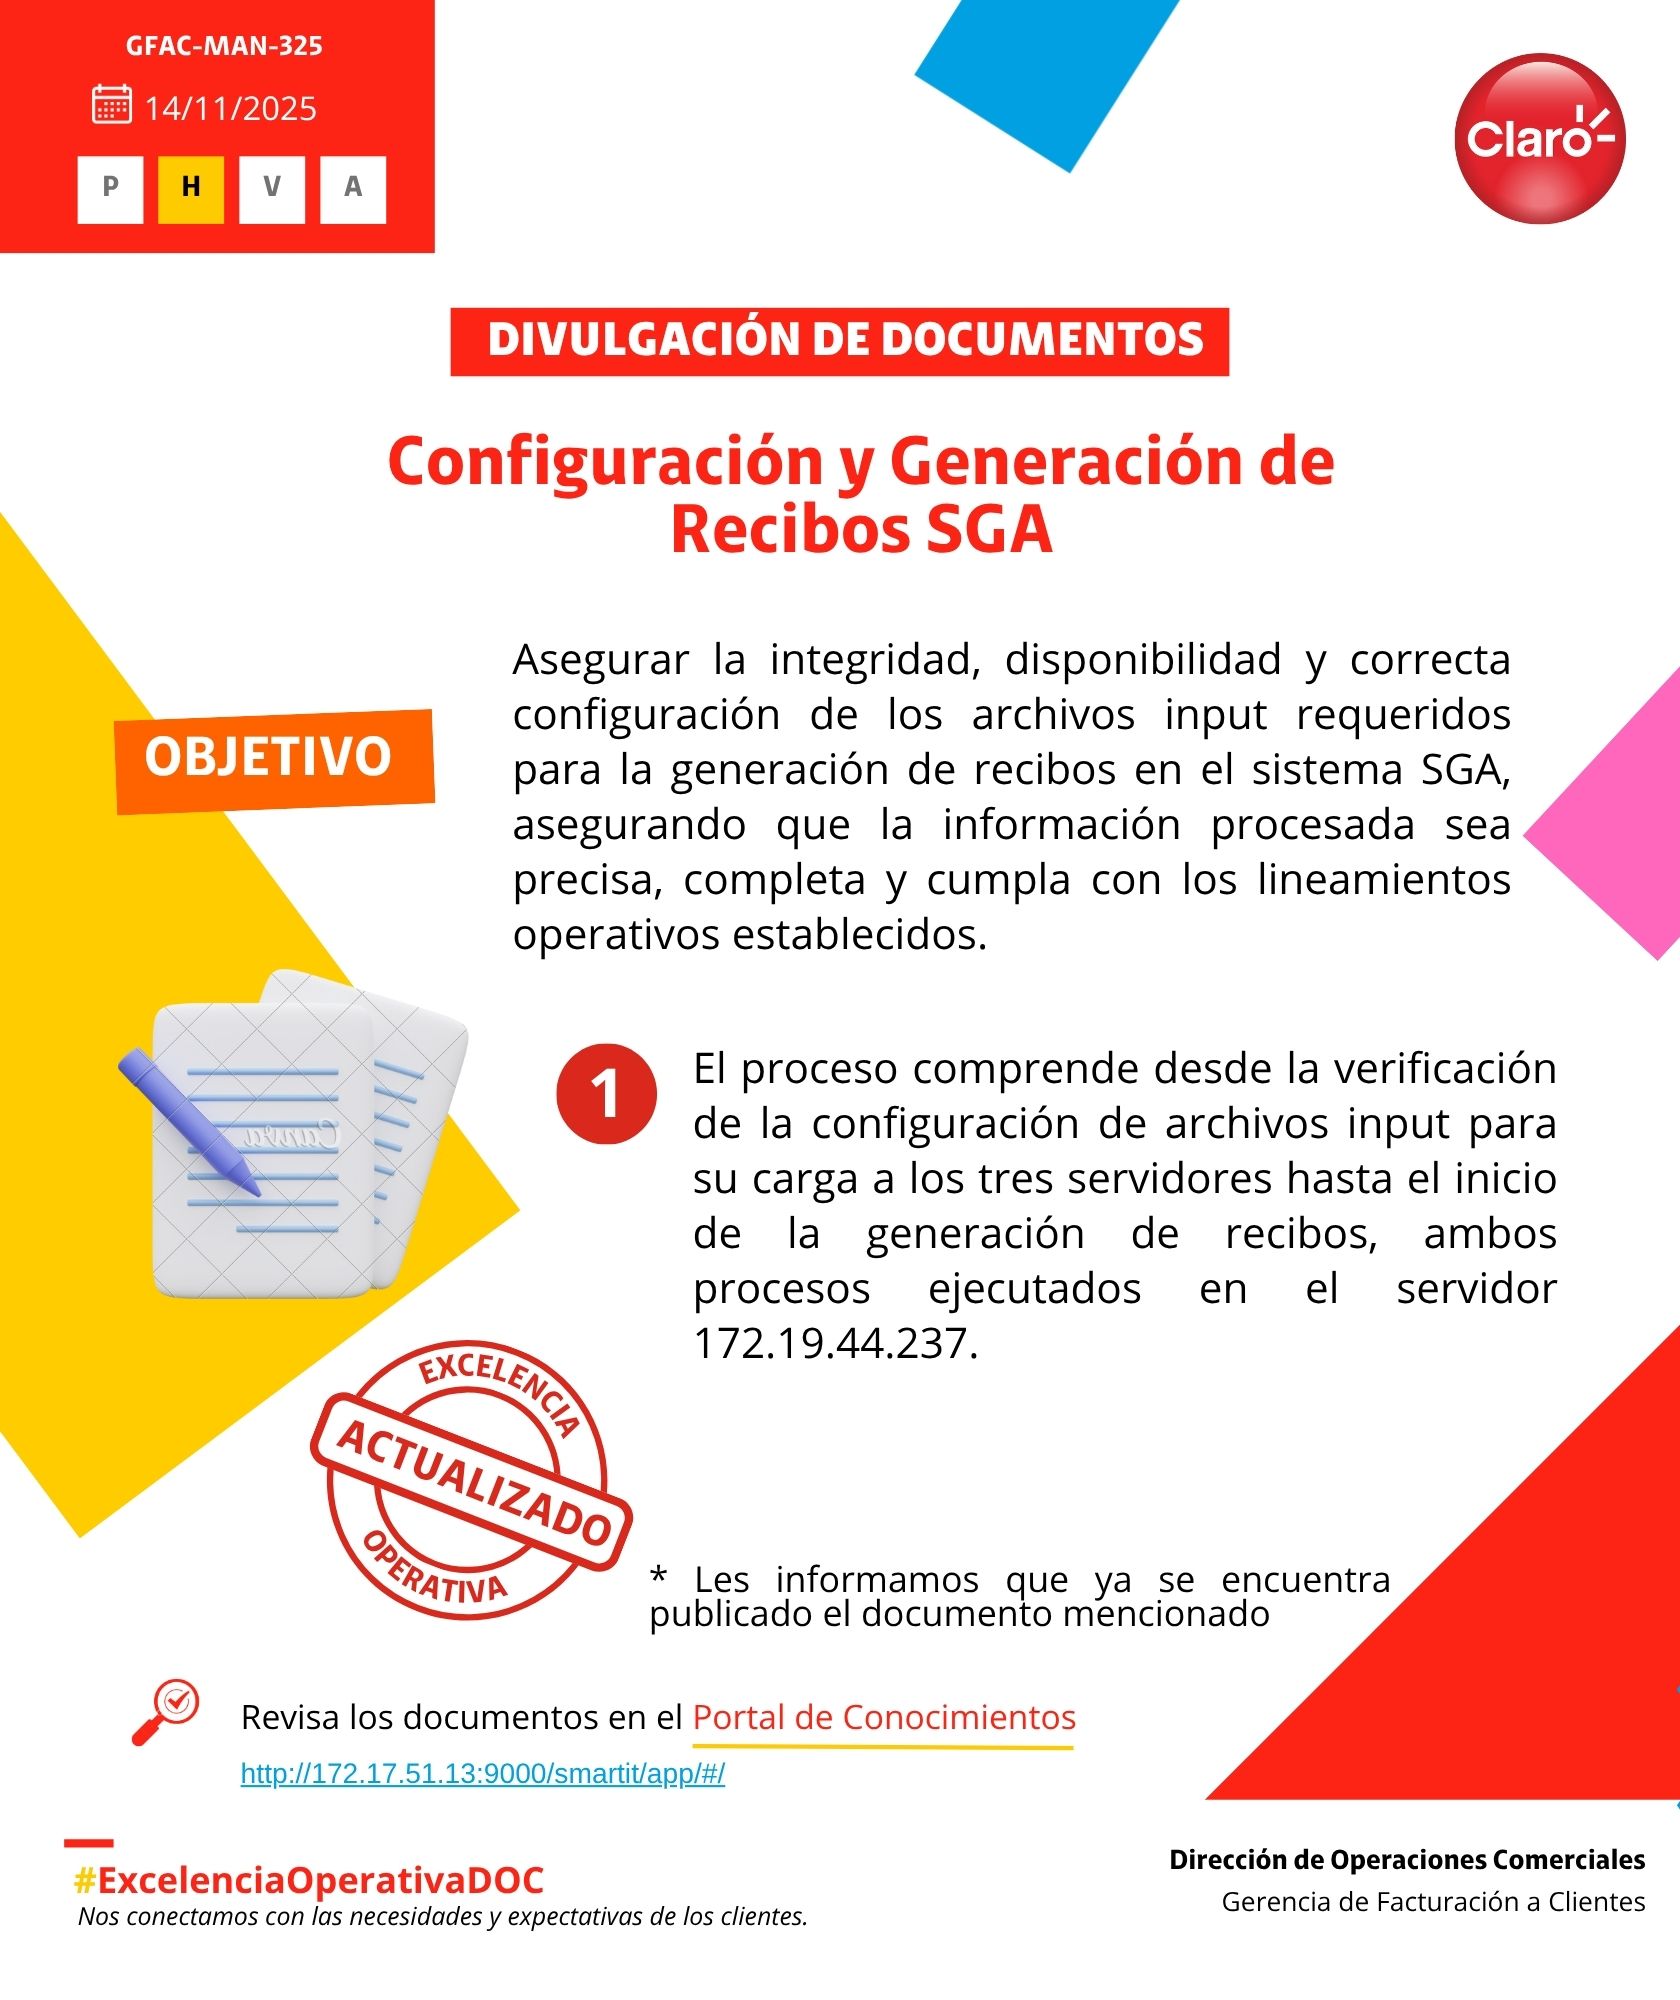 GFAC-MAN-325
14/11/2025
P H V A
Claro
DIVULGACIÓN DE DOCUMENTOS
Configuración y Generación de
Recibos SGA
OBJETIVO
Asegurar la integridad, disponibilidad y correcta
configuración de los archivos input requeridos
para la generación de recibos en el sistema SGA,
asegurando que la información procesada sea
precisa, completa y cumpla con los lineamientos
operativos establecidos.
Canva
1
El proceso comprende desde la verificación
de la configuración de archivos input para
su carga a los tres servidores hasta el inicio
de la generación de recibos, ambos
procesos ejecutados en el servidor
172.19.44.237.
EXCELENCIA
ACTUALIZADO
OPERATIVA
* Les informamos que ya se encuentra
publicado el documento mencionado
Revisa los documentos en el Portal de Conocimientos
http://172.17.51.13:9000/smartit/app/#/
#ExcelenciaOperativaDOC
Nos conectamos con las necesidades y expectativas de los clientes.
Dirección de Operaciones Comerciales
Gerencia de Facturación a Clientes